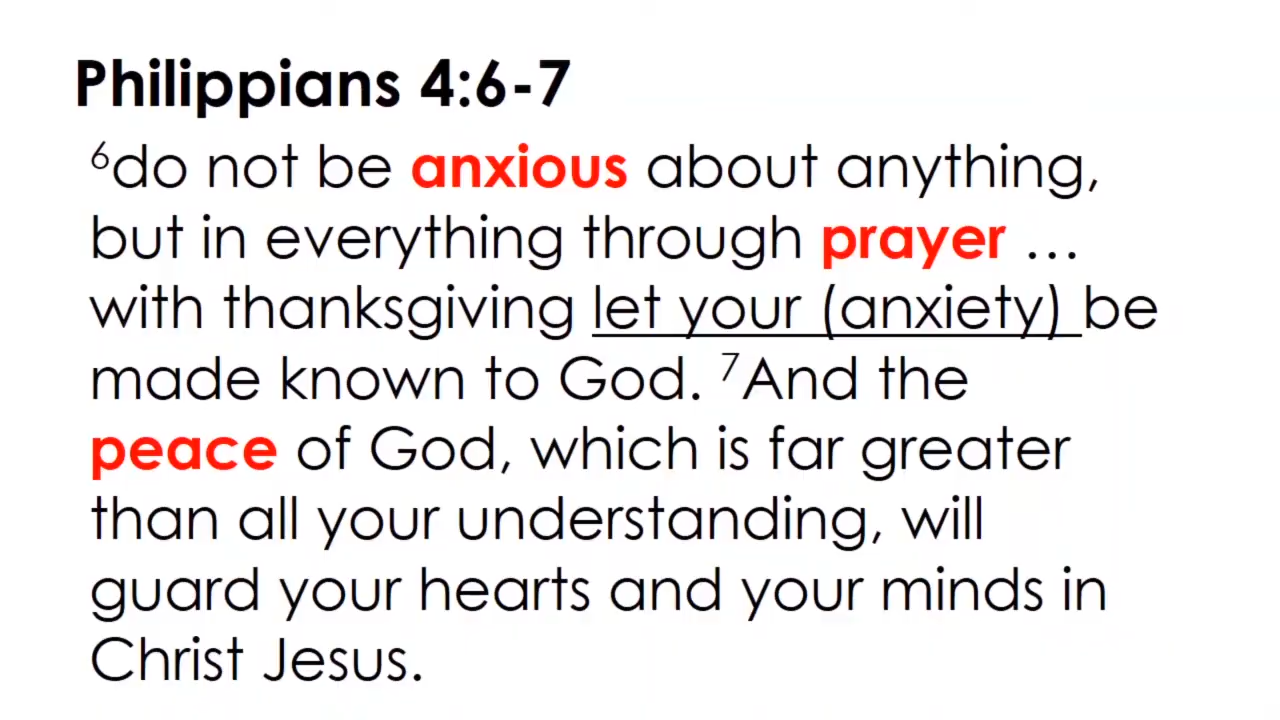 Philippians 4:6-7
⁶do not be anxious about anything,
but in everything through prayer ...
with thanksgiving let your (anxiety) be
made known to God. ⁷And the
peace of God, which is far greater
than all your understanding, will
guard your hearts and your minds in
Christ Jesus.